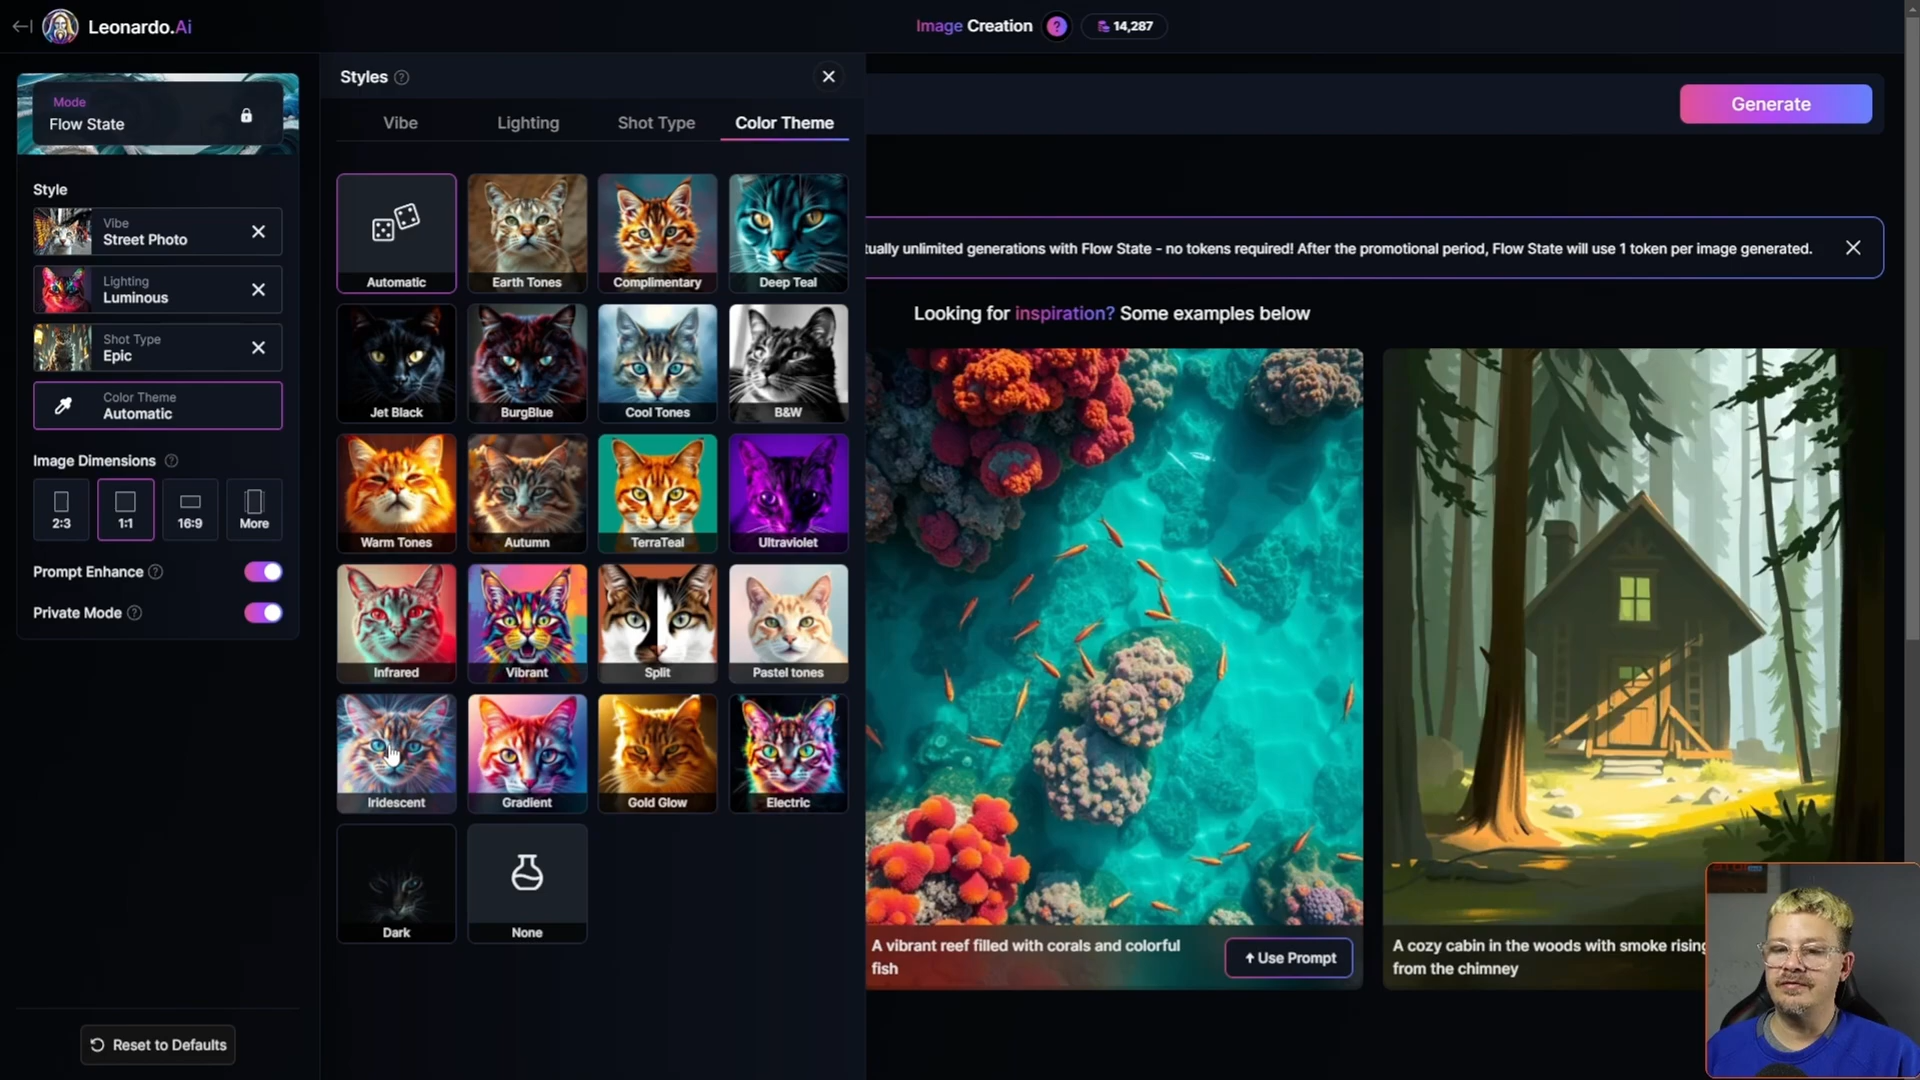 Leonardo.Ai
Image Creation ? 14,287
Mode
Flow State
Style
Vibe
Street Photo
Lighting
Luminous
Shot Type
Epic
Color Theme
Automatic
Image Dimensions ?
2:3 1:1 16:9 More
Prompt Enhance ?
Private Mode ?
Reset to Defaults
Styles ?
Vibe Lighting Shot Type Color Theme
Automatic Earth Tones Complimentary Deep Teal
Jet Black BurgBlue Cool Tones B&W
Warm Tones Autumn TerraTeal Ultraviolet
Infrared Vibrant Split Pastel tones
Iridescent Gradient Gold Glow Electric
Dark None
Generate
tually unlimited generations with Flow State - no tokens required! After the promotional period, Flow State will use 1 token per image generated.
Looking for inspiration? Some examples below
A vibrant reef filled with corals and colorful
fish
Use Prompt
A cozy cabin in the woods with smoke rising
from the chimney